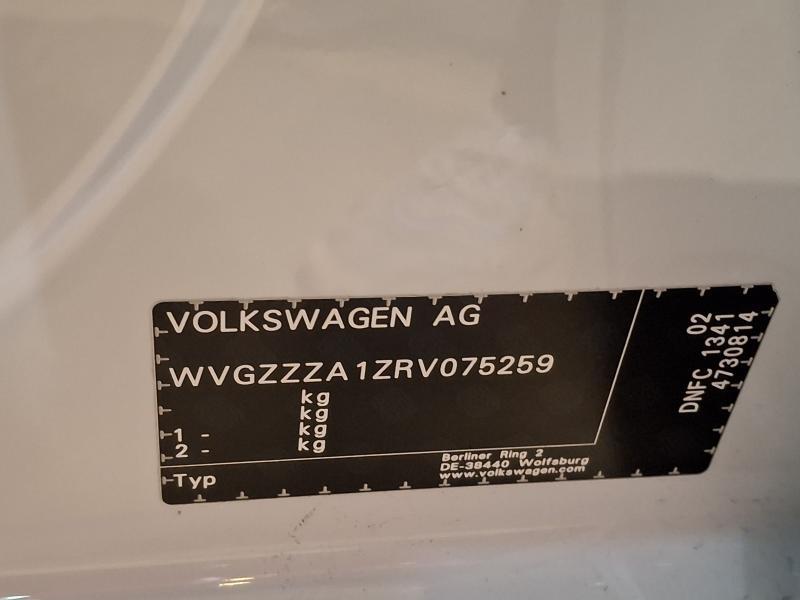 VOLKSWAGEN AG
WVGZZZA1ZRV075259
kg
kg
1 - kg
2 - kg
Typ
Berliner Ring 2
DE-38440 Wolfsburg
www.volkswagen.com
02
DNFC 1341
4730814